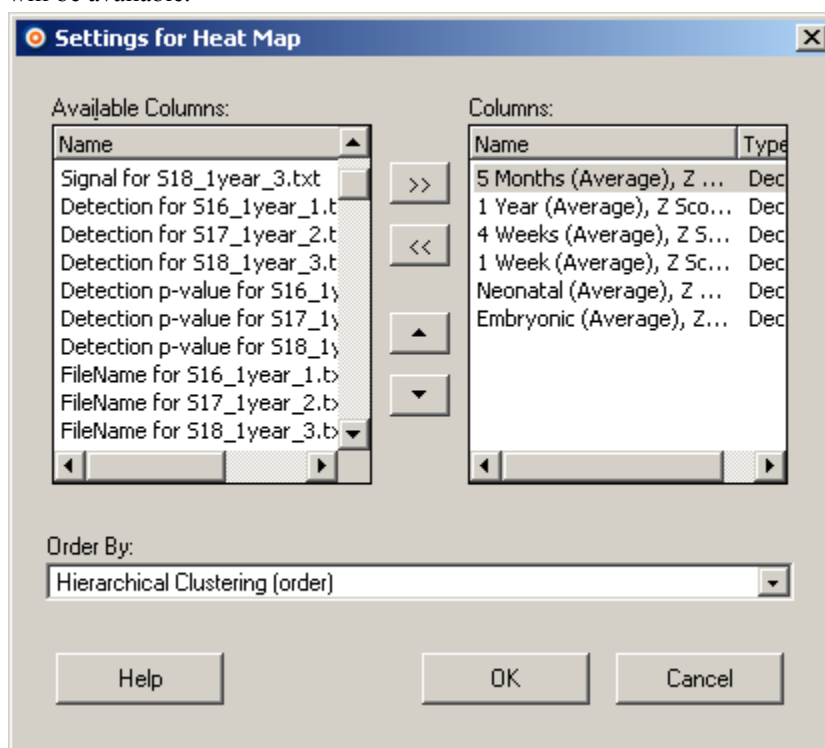 will be available.
Settings for Heat Map
Available Columns:
Name
Signal for S18_1year_3.txt
Detection for S16_1year_1.t
Detection for S17_1year_2.t
Detection for S18_1year_3.t
Detection p-value for S16_1y
Detection p-value for S17_1y
Detection p-value for S18_1y
FileName for S16_1year_1.tx
FileName for S17_1year_2.tx
FileName for S18_1year_3.tx
>>
<<
Columns:
Name Type
5 Months (Average), Z ... Dec
1 Year (Average), Z Sco... Dec
4 Weeks (Average), Z S... Dec
1 Week (Average), Z Sc... Dec
Neonatal (Average), Z ... Dec
Embryonic (Average), Z... Dec
Order By:
Hierarchical Clustering (order)
Help OK Cancel